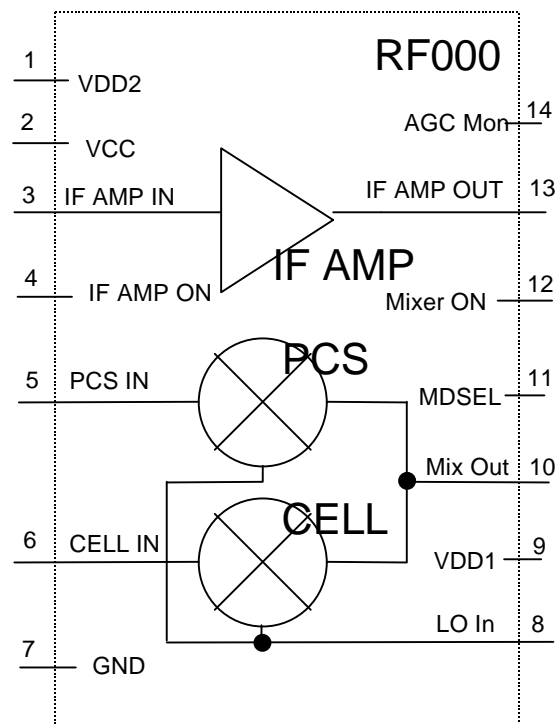 RF000
1
VDD2
14
AGC Mon
2
VCC
3
IF AMP IN
IF AMP OUT
13
IF AMP
4
IF AMP ON
12
Mixer ON
PCS
5
PCS IN
11
MDSEL
Mix Out
10
CELL
6
CELL IN
9
VDD1
LO In
8
7
GND